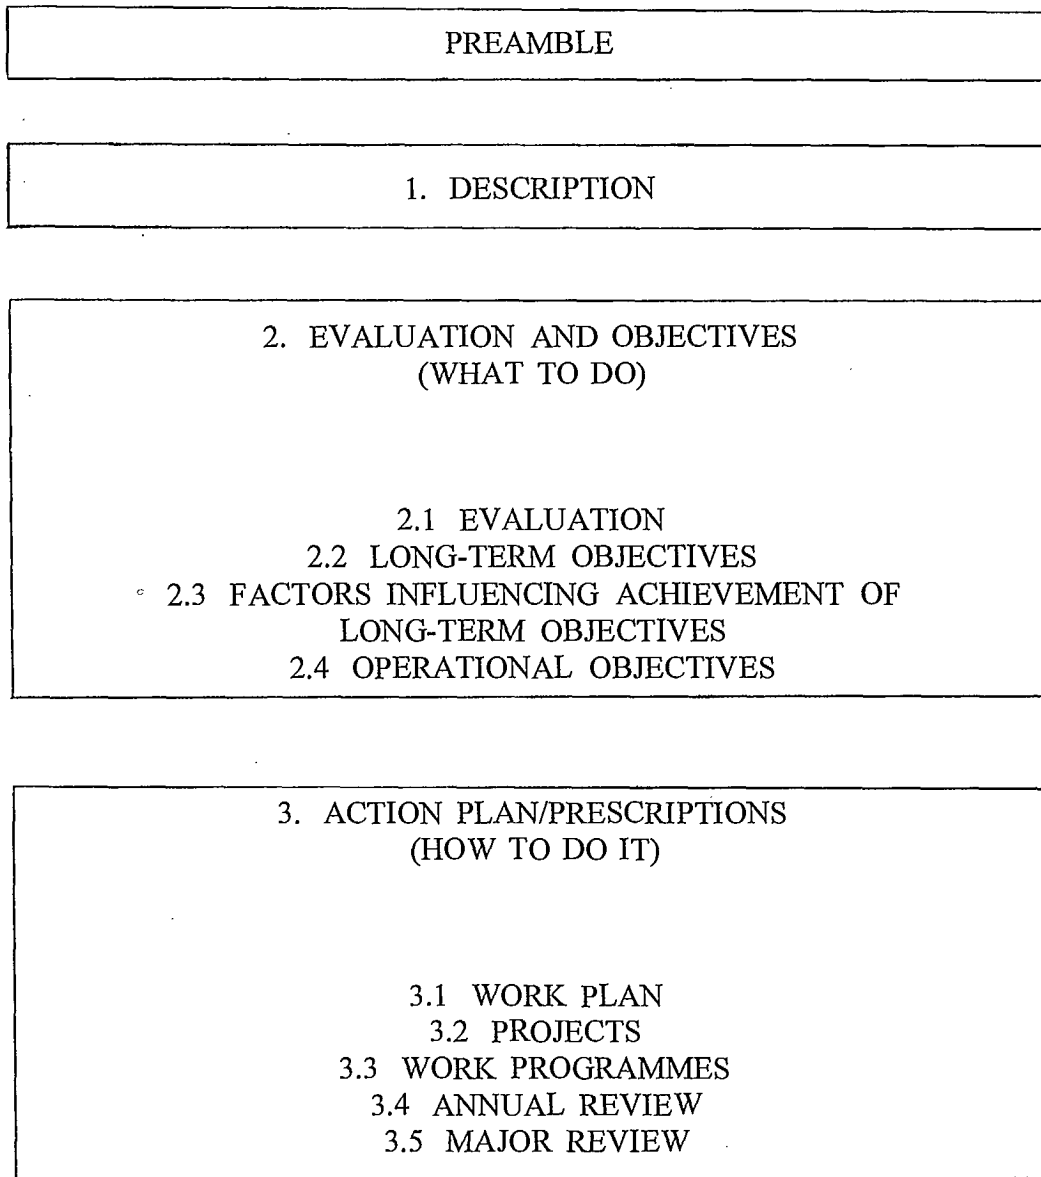 PREAMBLE
1. DESCRIPTION
2. EVALUATION AND OBJECTIVES
(WHAT TO DO)
2.1 EVALUATION
2.2 LONG-TERM OBJECTIVES
2.3 FACTORS INFLUENCING ACHIEVEMENT OF
LONG-TERM OBJECTIVES
2.4 OPERATIONAL OBJECTIVES
3. ACTION PLAN/PRESCRIPTIONS
(HOW TO DO IT)
3.1 WORK PLAN
3.2 PROJECTS
3.3 WORK PROGRAMMES
3.4 ANNUAL REVIEW
3.5 MAJOR REVIEW